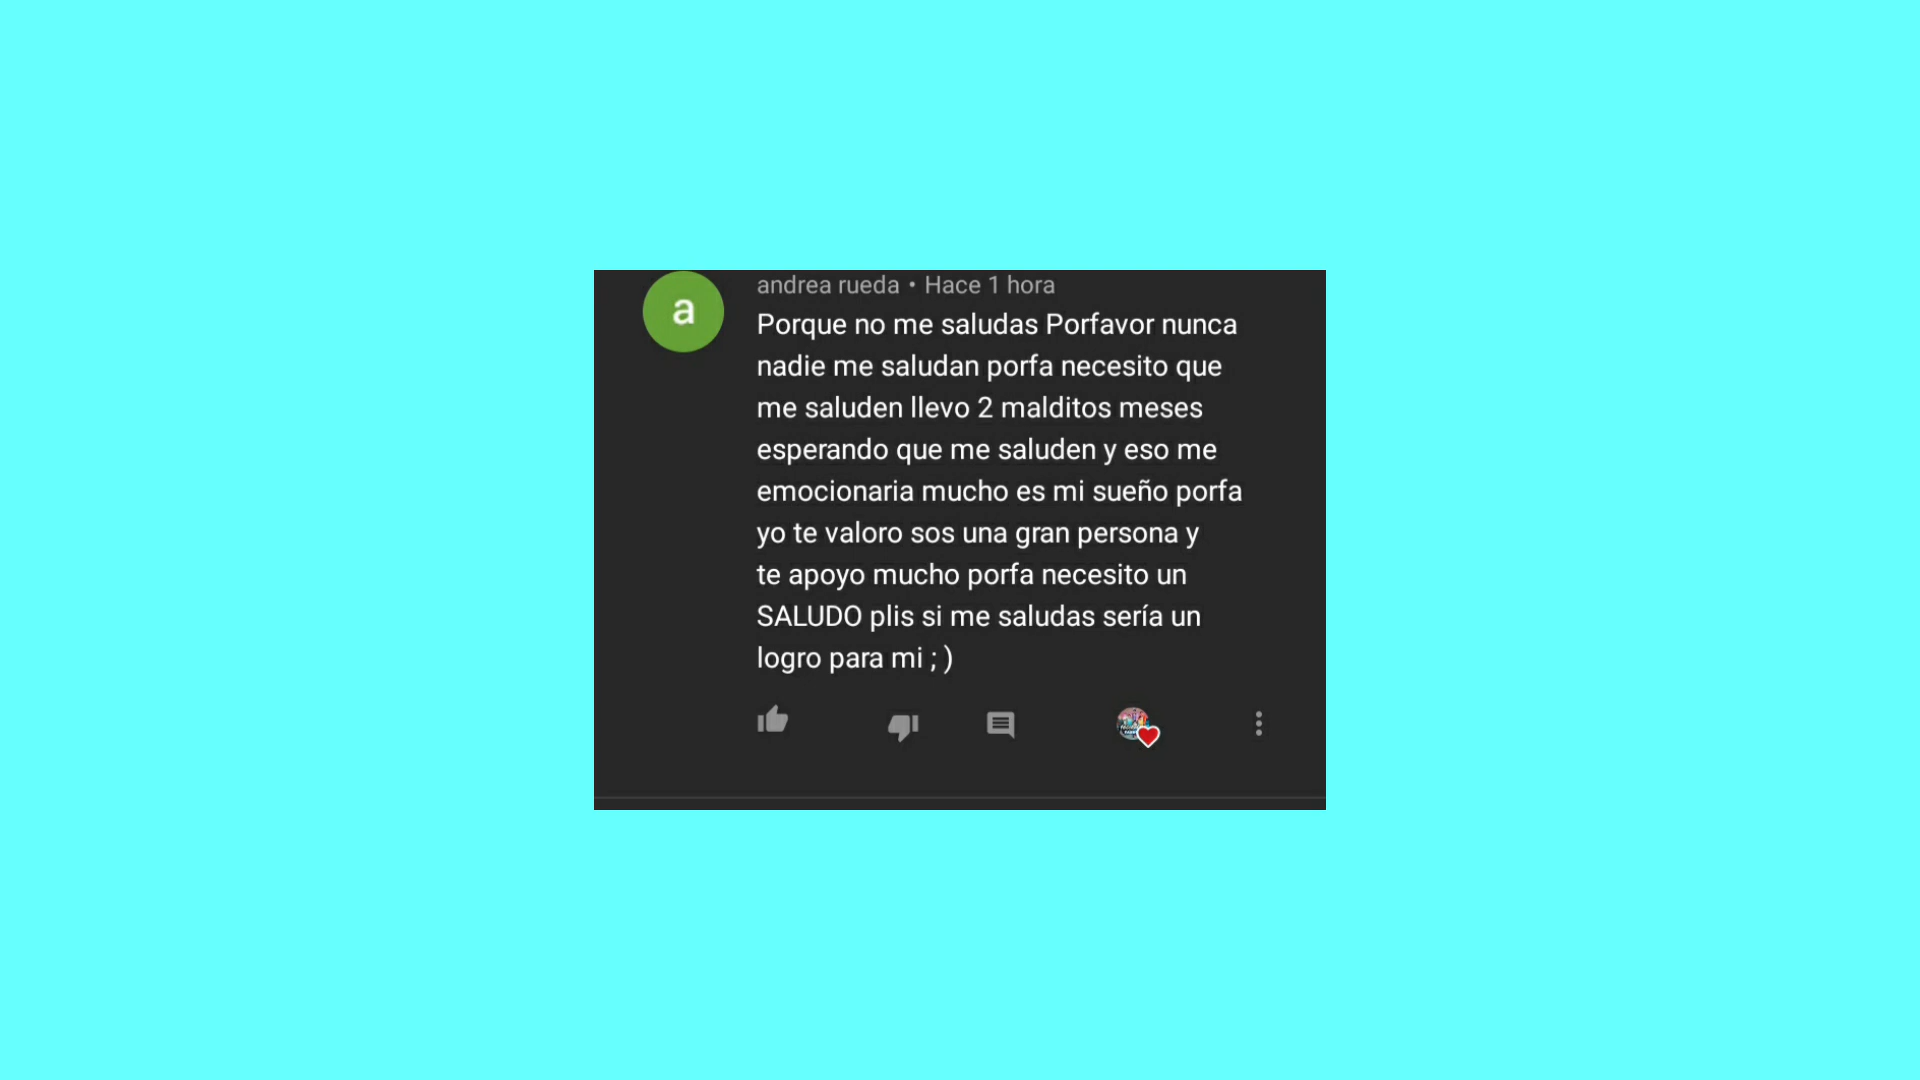 a
andrea rueda • Hace 1 hora
Porque no me saludas Porfavor nunca
nadie me saludan porfa necesito que
me saluden llevo 2 malditos meses
esperando que me saluden y eso me
emocionaria mucho es mi sueño porfa
yo te valoro sos una gran persona y
te apoyo mucho porfa necesito un
SALUDO plis si me saludas sería un
logro para mi ; )